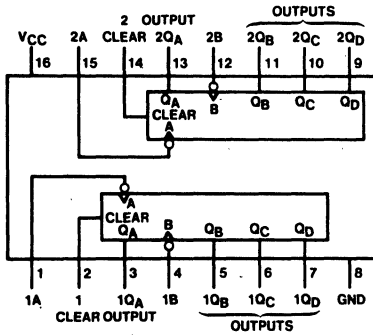 2 OUTPUT OUTPUTS
VCC 2A CLEAR 2QA 2B 2QB 2QC 2QD
16 15 14 13 12 11 10 9
QA B QB QC QD
CLEAR
A
A
CLEAR
QA B QB QC QD
1 2 3 4 5 6 7 8
1A 1 1QA 1B 1QB 1QC 1QD GND
CLEAR OUTPUT OUTPUTS